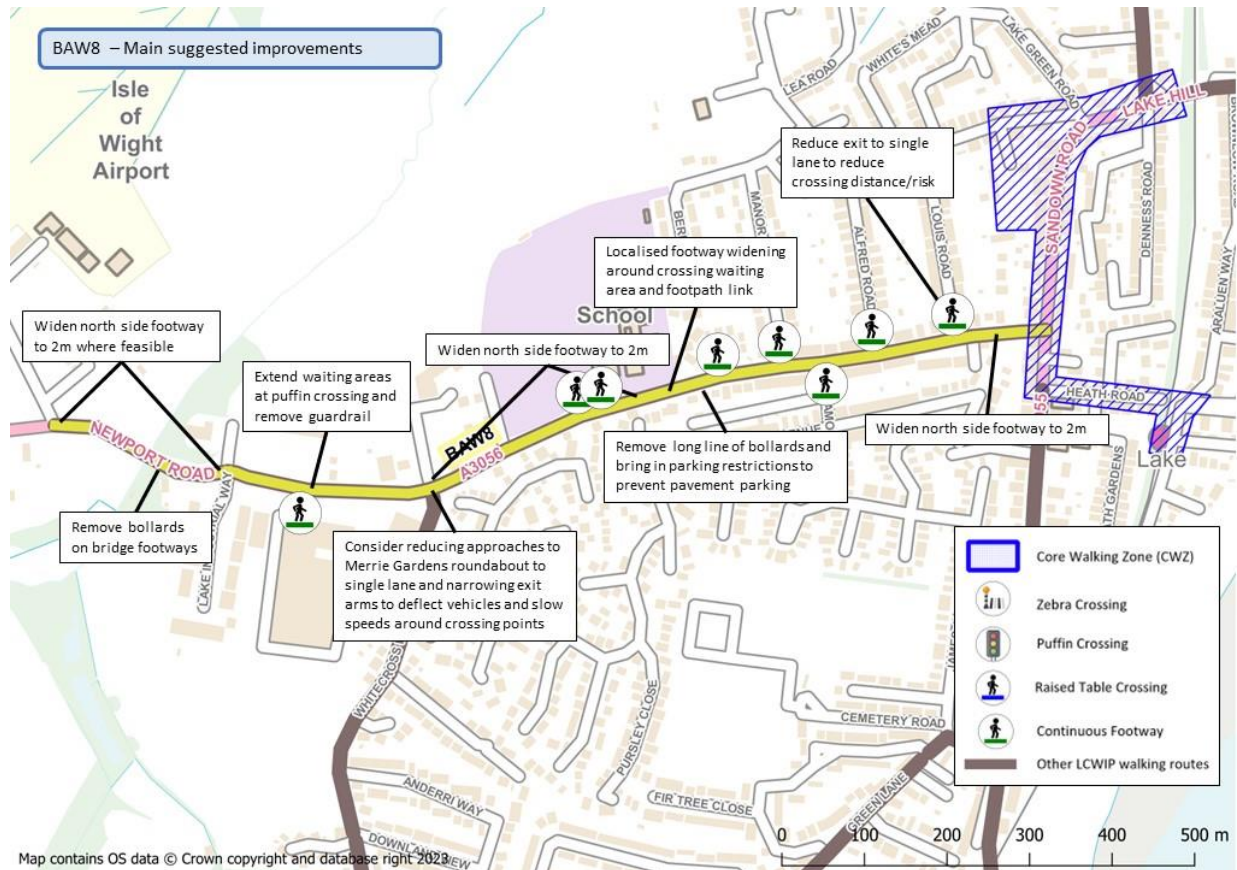 BAW8 – Main suggested improvements
Isle
of
Wight
Airport
LEA ROAD
WHITE'S MEAD
LAKE GREEN ROAD
LAKE HILL
SANDOWN ROAD
Reduce exit to single
lane to reduce
crossing distance/risk
MANOR
ALFRED ROAD
LOUIS ROAD
DENNESS ROAD
ARALUEN WAY
Localised footway widening
around crossing waiting
area and footpath link
School
Widen north side footway
to 2m where feasible
Widen north side footway to 2m
Extend waiting areas
at puffin crossing and
remove guardrail
HEATH ROAD
Lake
NEWPORT ROAD
BAW8
A3056
Remove long line of bollards and
bring in parking restrictions to
prevent pavement parking
Widen north side footway to 2m
Remove bollards
on bridge footways
Consider reducing approaches to
Merrie Gardens roundabout to
single lane and narrowing exit
arms to deflect vehicles and slow
speeds around crossing points
Core Walking Zone (CWZ)
Zebra Crossing
Puffin Crossing
Raised Table Crossing
Continuous Footway
Other LCWIP walking routes
WHITECROSS
PURSLEY CLOSE
CEMETERY ROAD
ANDERRI WAY
FIR TREE CLOSE
GREEN LANE
0 100 200 300 400 500 m
Map contains OS data © Crown copyright and database right 2023